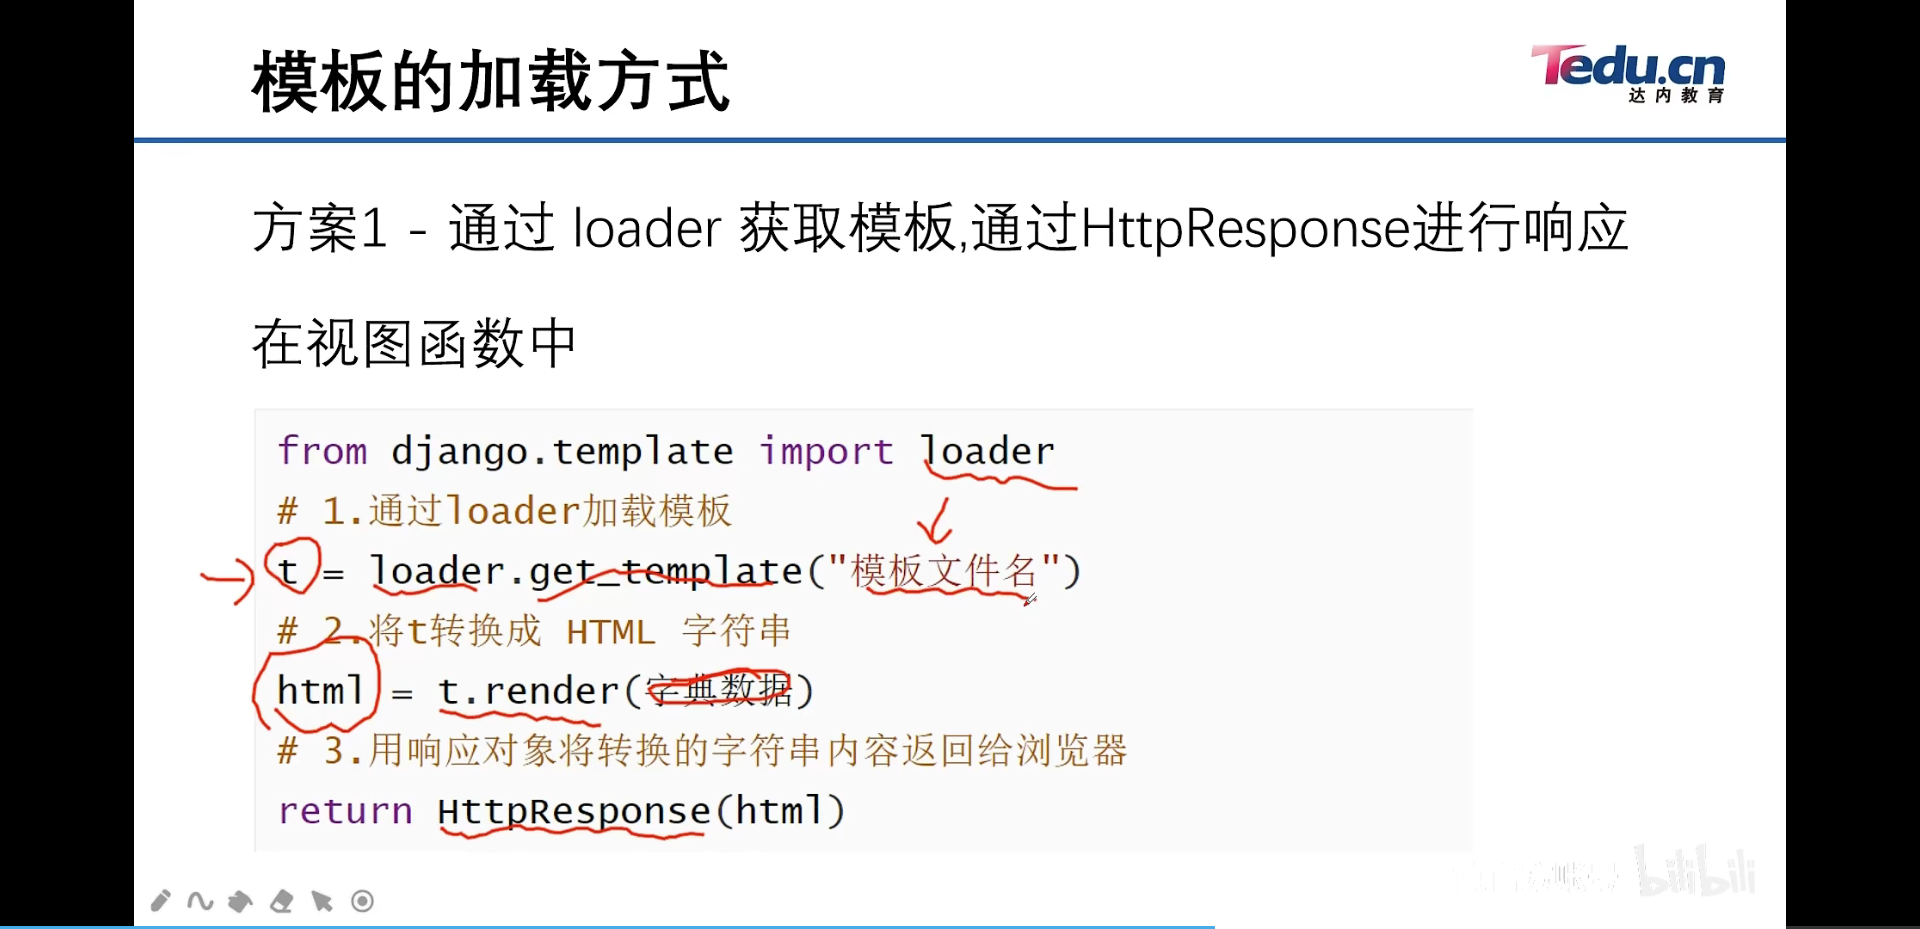 模板的加载方式
Tedu.cn
达内教育
方案1 - 通过 loader 获取模板,通过HttpResponse进行响应
在视图函数中
from django.template import loader
# 1.通过loader加载模板
t = loader.get_template("模板文件名")
# 2.将t转换成 HTML 字符串
html = t.render(字典数据)
# 3.用响应对象将转换的字符串内容返回给浏览器
return HttpResponse(html)
bilibili